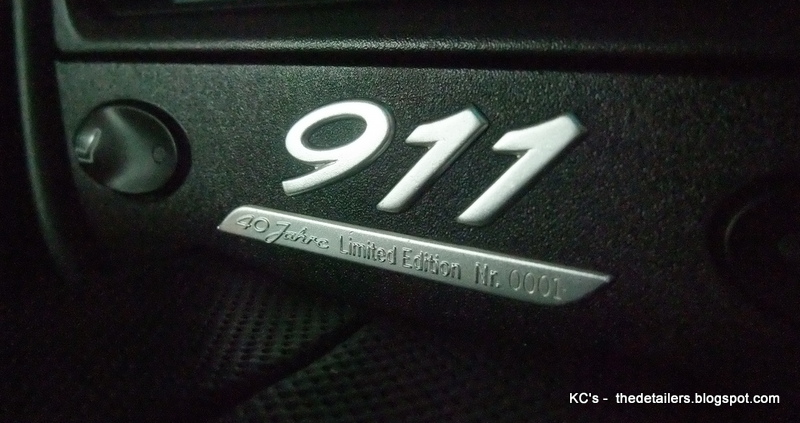 911
40 Jahre Limited Edition Nr. 0001
KC's - thedetailers.blogspot.com